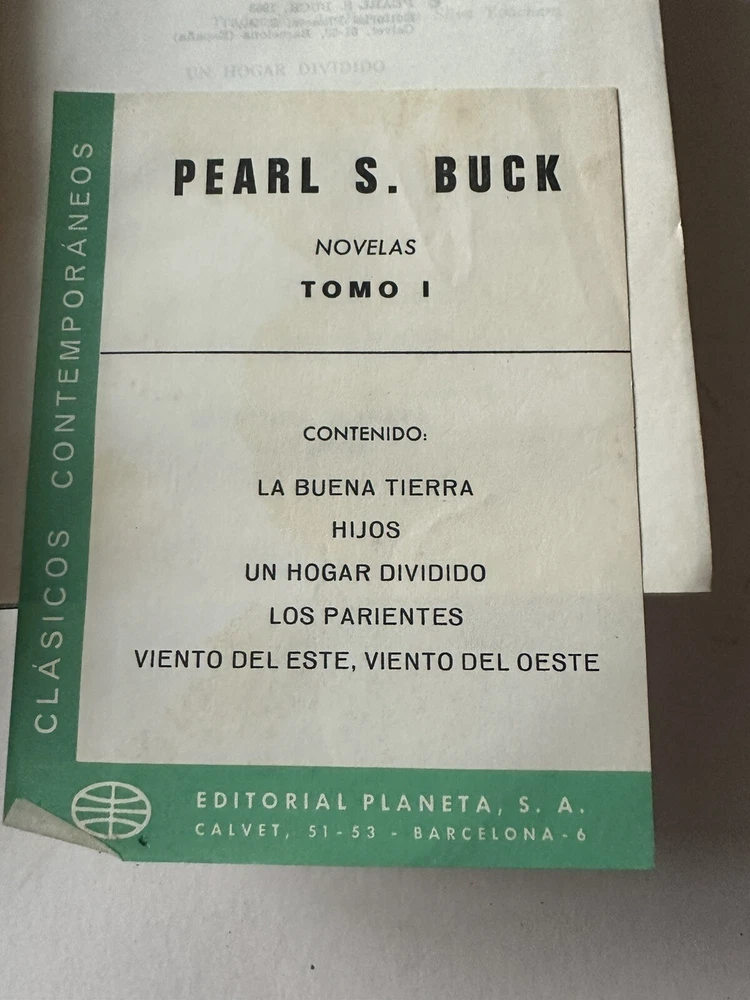 UN HOGAR DIVIDIDO
CLÁSICOS CONTEMPORÁNEOS
PEARL S. BUCK
NOVELAS
TOMO I
CONTENIDO:
LA BUENA TIERRA
HIJOS
UN HOGAR DIVIDIDO
LOS PARIENTES
VIENTO DEL ESTE, VIENTO DEL OESTE
EDITORIAL PLANETA, S. A.
CALVET, 51-53 - BARCELONA-6